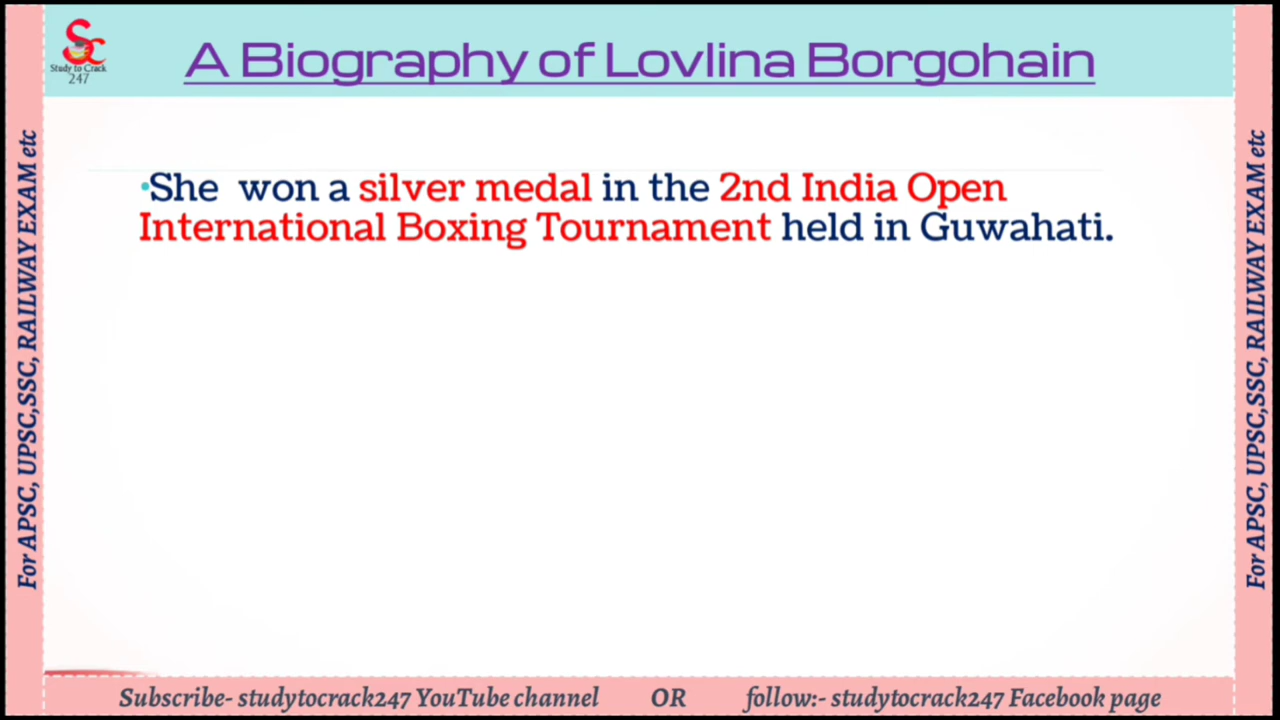 Sc
Study to Crack
247
A Biography of Lovlina Borgohain
•She won a silver medal in the 2nd India Open
International Boxing Tournament held in Guwahati.
For APSC, UPSC,SSC, RAILWAY EXAM etc
For APSC, UPSC,SSC, RAILWAY EXAM etc
Subscribe- studytocrack247 YouTube channel OR follow:- studytocrack247 Facebook page